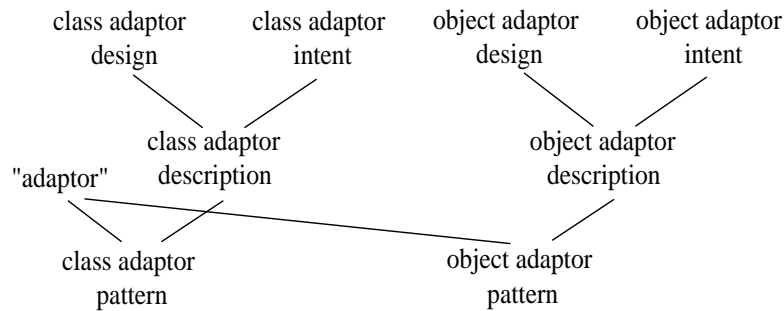 class adaptor
design
class adaptor
intent
object adaptor
design
object adaptor
intent
class adaptor
description
object adaptor
description
"adaptor"
class adaptor
pattern
object adaptor
pattern